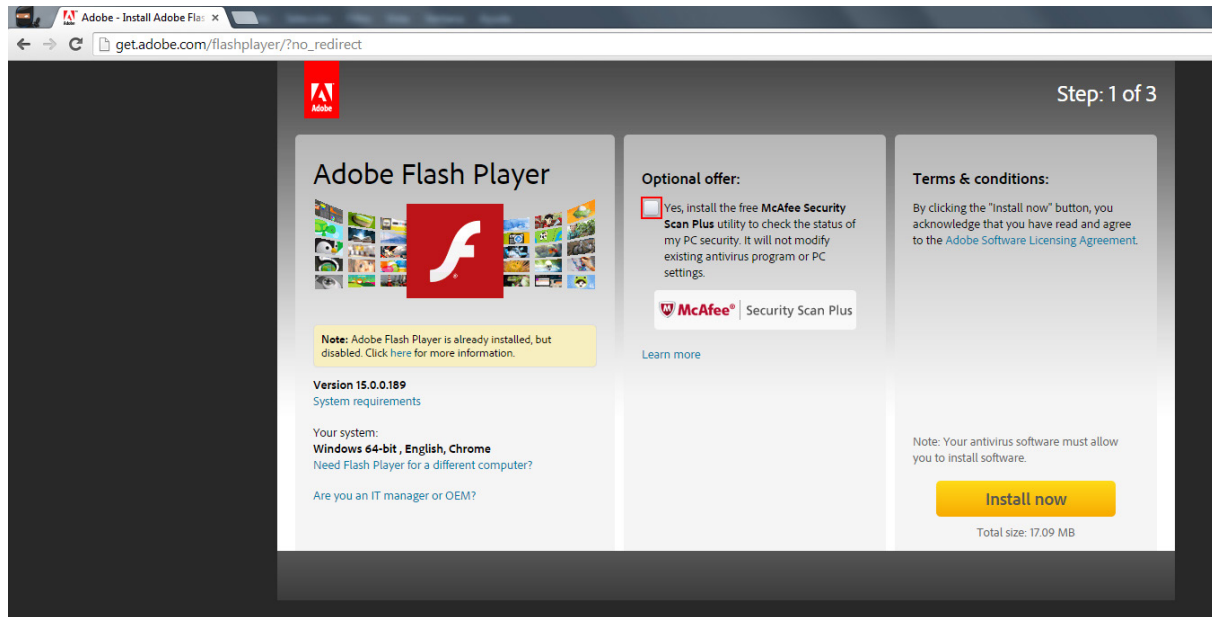 Adobe - Install Adobe Flas
get.adobe.com/flashplayer/?no_redirect
Adobe
Step: 1 of 3
Adobe Flash Player
Note: Adobe Flash Player is already installed, but
disabled. Click here for more information.
Version 15.0.0.189
System requirements
Your system:
Windows 64-bit , English, Chrome
Need Flash Player for a different computer?
Are you an IT manager or OEM?
Optional offer:
Yes, install the free McAfee Security
Scan Plus utility to check the status of
my PC security. It will not modify
existing antivirus program or PC
settings.
McAfee® Security Scan Plus
Learn more
Terms & conditions:
By clicking the "Install now" button, you
acknowledge that you have read and agree
to the Adobe Software Licensing Agreement.
Note: Your antivirus software must allow
you to install software.
Install now
Total size: 17.09 MB